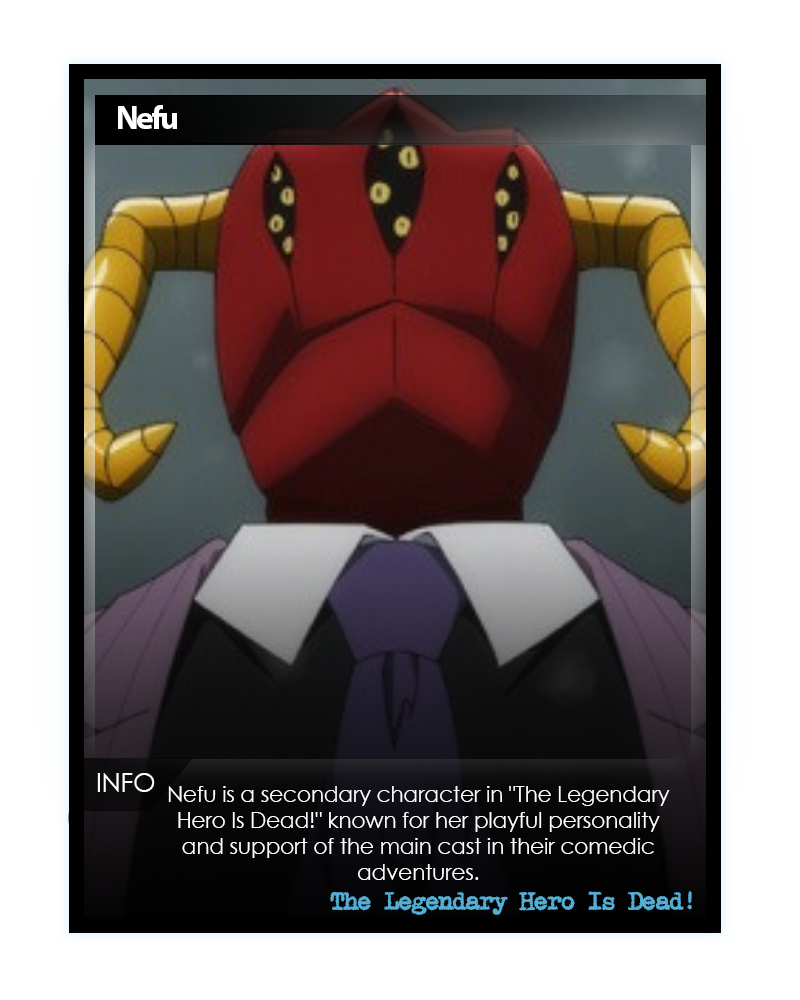 Nefu
INFO
Nefu is a secondary character in "The Legendary
Hero Is Dead!" known for her playful personality
and support of the main cast in their comedic
adventures.
The Legendary Hero Is Dead!